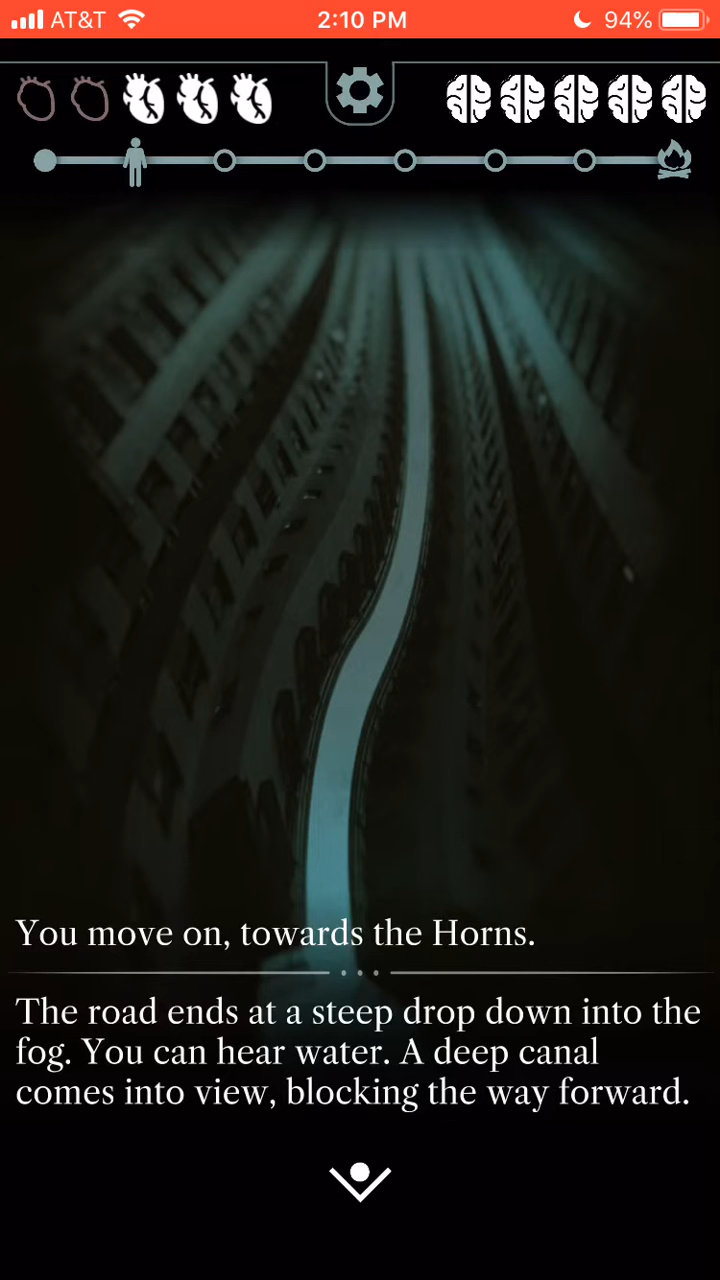 AT&T 2:10 PM 94%
You move on, towards the Horns.
The road ends at a steep drop down into the
fog. You can hear water. A deep canal
comes into view, blocking the way forward.